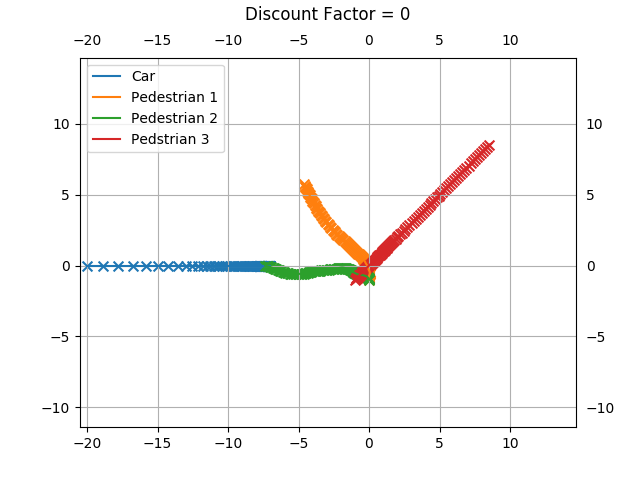 Discount Factor = 0
−20 −15 −10 −5 0 5 10
Car
Pedestrian 1
Pedestrian 2
Pedstrian 3
10 10
5 5
0 0
−5 −5
−10 −10
−20 −15 −10 −5 0 5 10